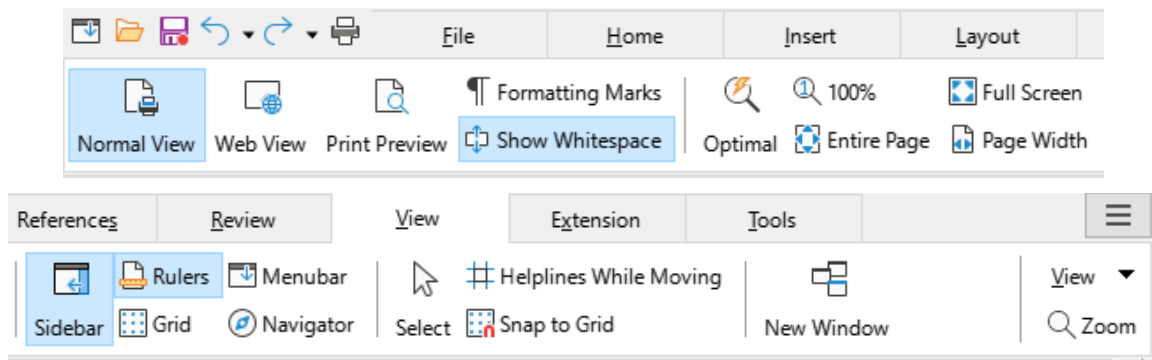 File Home Insert Layout
Formatting Marks 1 100% Full Screen
Normal View Web View Print Preview Show Whitespace Optimal Entire Page Page Width
References Review View Extension Tools
Rulers Menubar Helplines While Moving View
Sidebar Grid Navigator Select Snap to Grid New Window Zoom